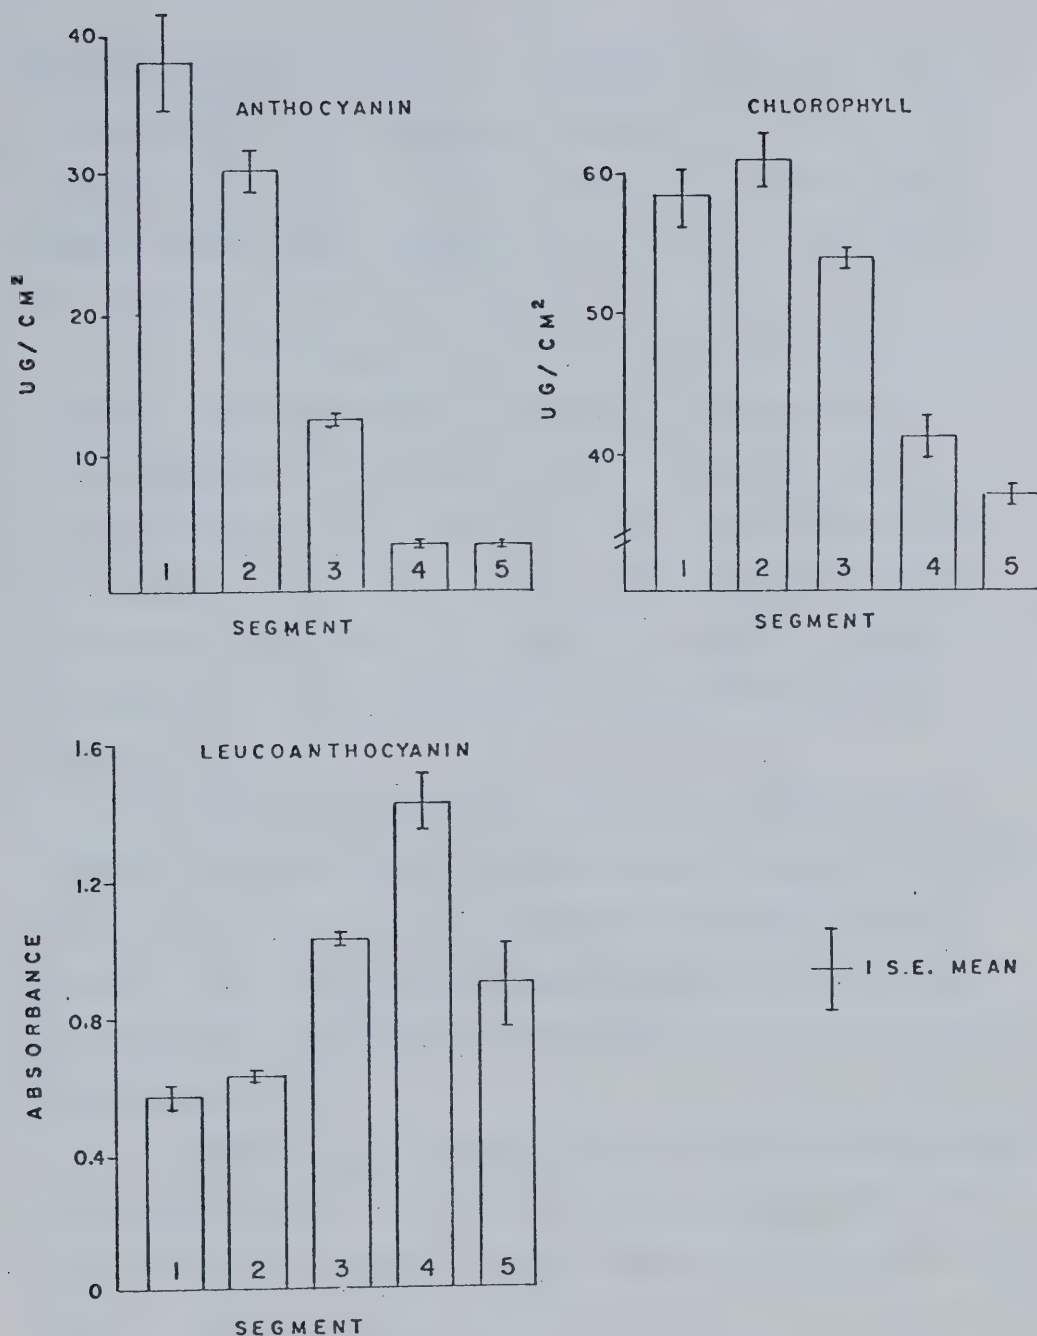 ANTHOCYANIN
40
30
20
10
UG/CM²
1 2 3 4 5
SEGMENT
CHLOROPHYLL
60
50
40
UG/CM²
1 2 3 4 5
SEGMENT
LEUCOANTHOCYANIN
1.6
1.2
0.8
0.4
0
ABSORBANCE
1 2 3 4 5
SEGMENT
1 S.E. MEAN